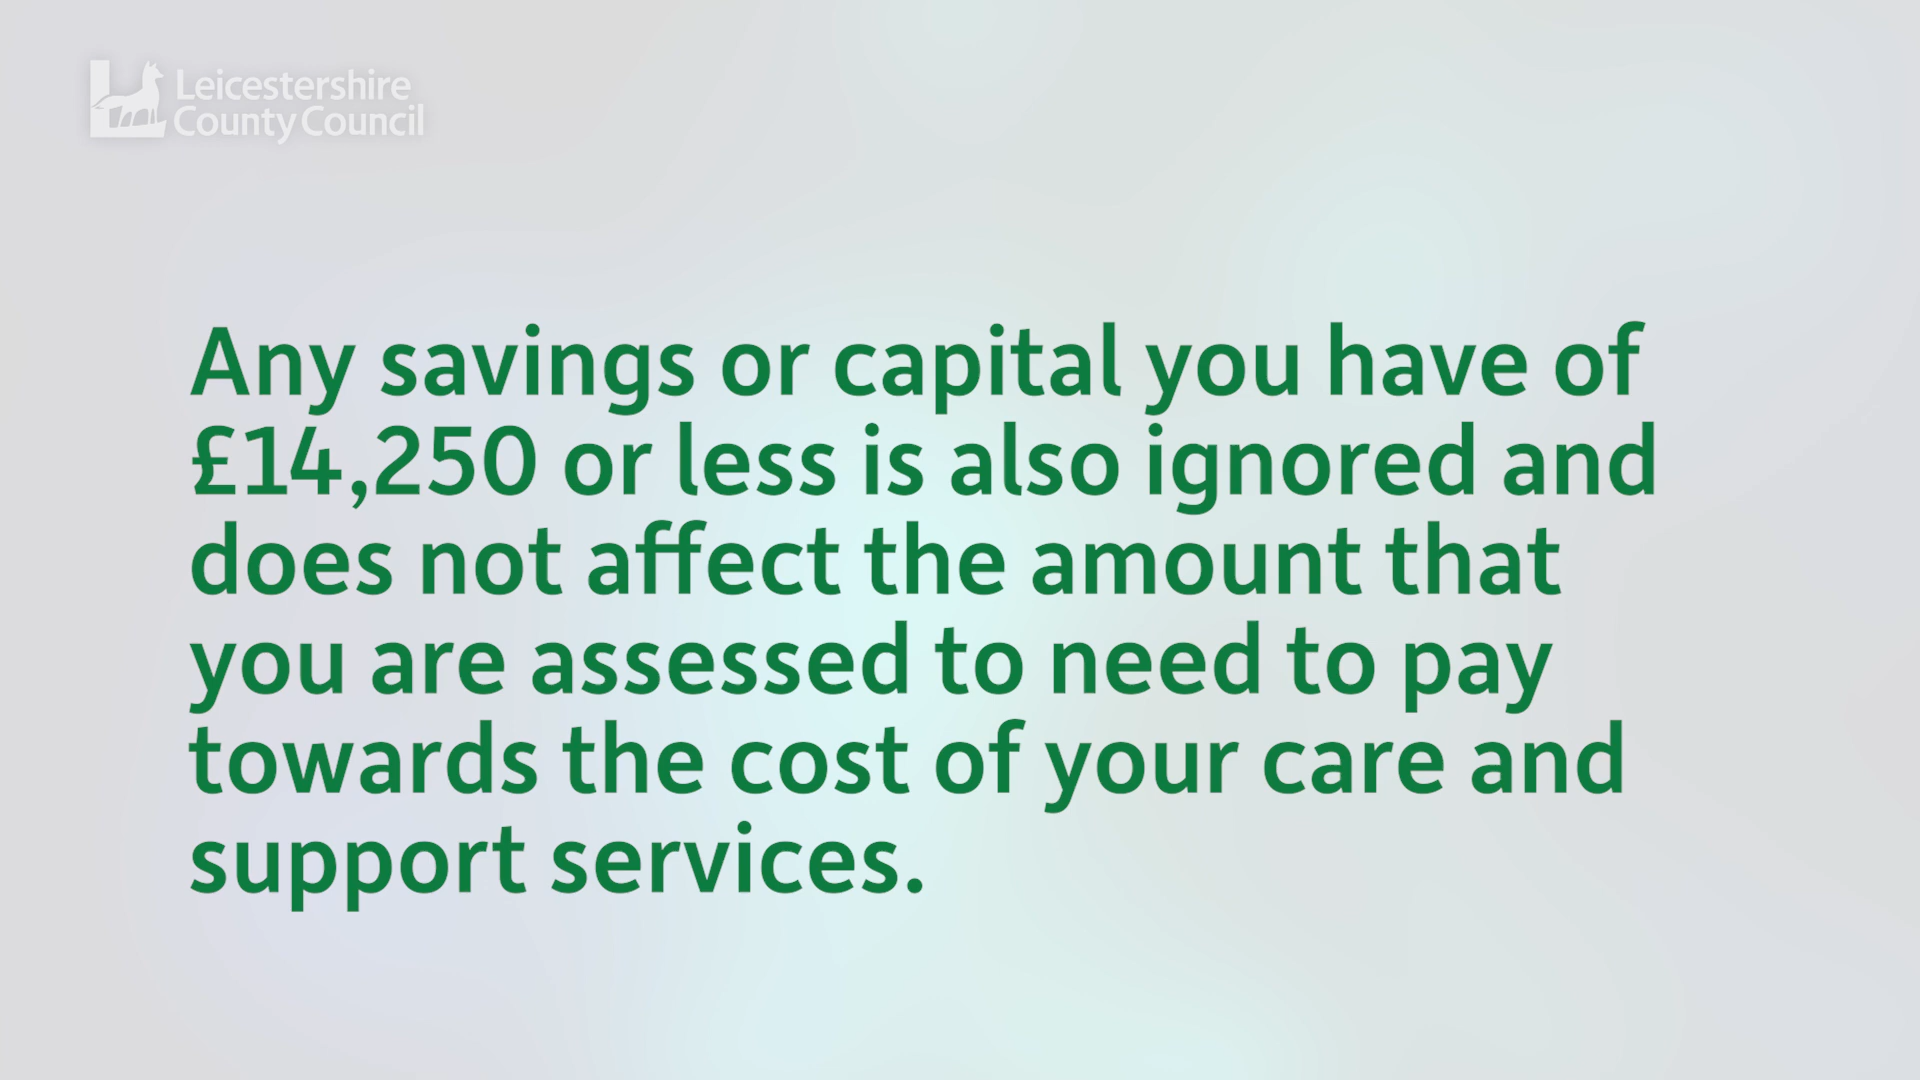 Leicestershire
County Council
Any savings or capital you have of
£14,250 or less is also ignored and
does not affect the amount that
you are assessed to need to pay
towards the cost of your care and
support services.